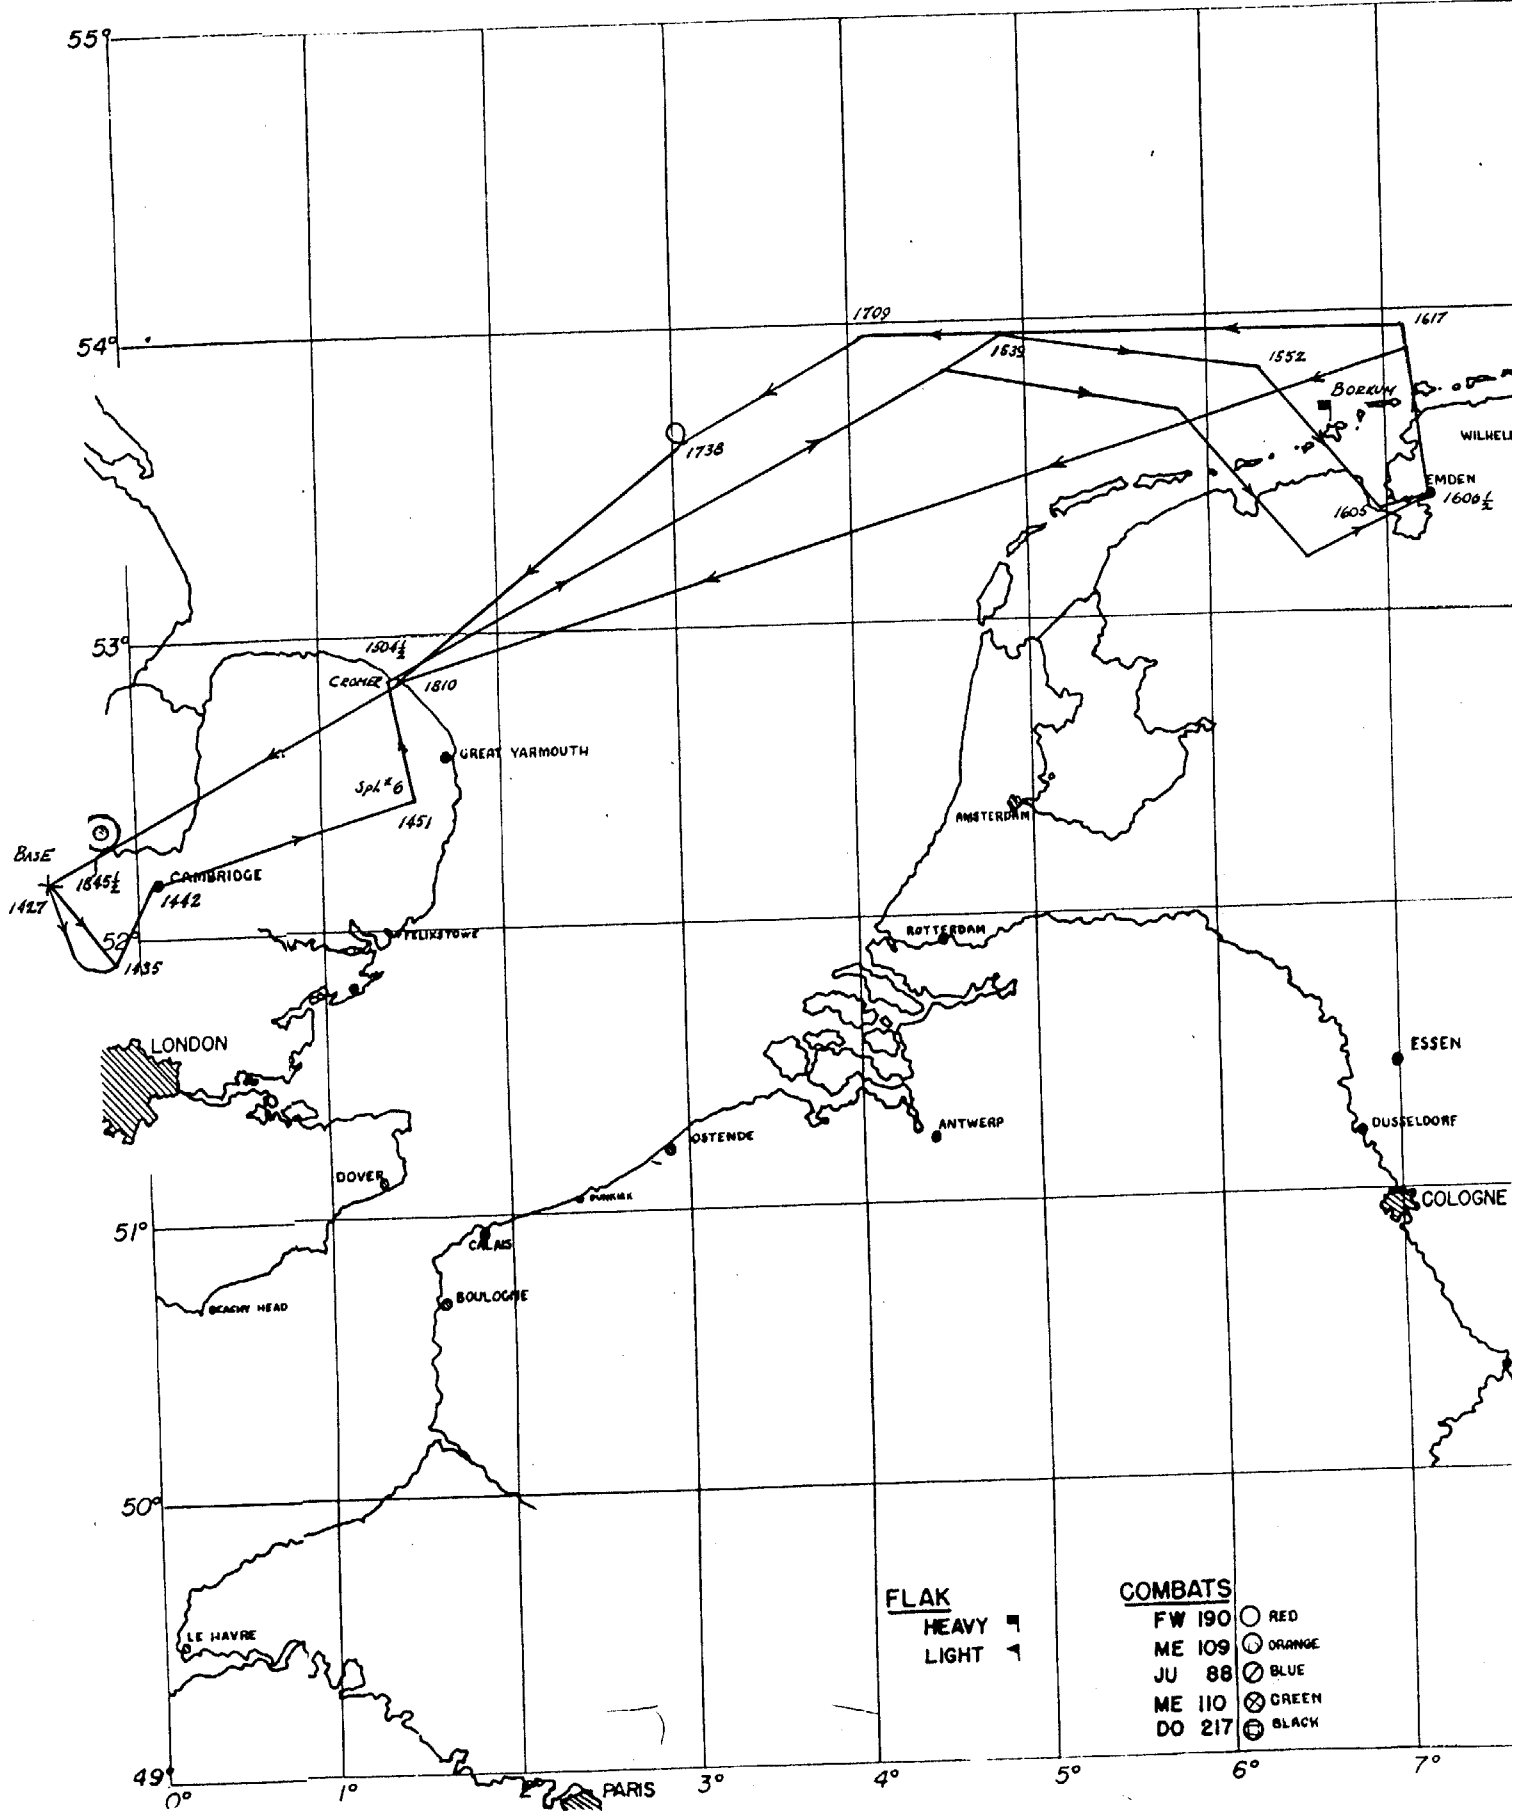 55°
1709
1617
54°
1539
1552
BORKUM
1738
EMDEN
1605
1606½
53°
1504½
CROMER
1810
GREAT YARMOUTH
Spl. #6
1451
AMSTERDAM
BASE
1845½
CAMBRIDGE
1427
1442
52°
FELIXSTOWE
ROTTERDAM
1435
LONDON
ESSEN
ANTWERP
DUSSELDORF
OSTENDE
DOVER
DUNKIRK
COLOGNE
51°
CALAIS
BOULOGNE
BEACHY HEAD
50°
FLAK
HEAVY
LIGHT
COMBATS
FW 190 RED
ME 109 ORANGE
JU 88 BLUE
ME 110 GREEN
DO 217 BLACK
LE HAVRE
49°
0° 1° 2° 3° 4° 5° 6° 7°
PARIS